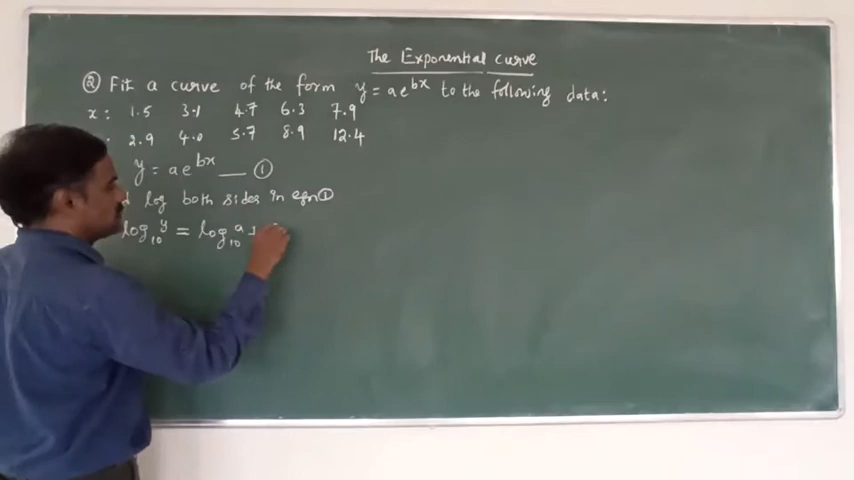 The Exponential curve
② Fit a curve of the form y = ae^bx to the following data:
x: 1.5 3.1 4.7 6.3 7.9
: 2.9 4.0 5.7 8.9 12.4
y = ae^bx — ①
log both sides in eqn ①
log₁₀ y = log₁₀ a +